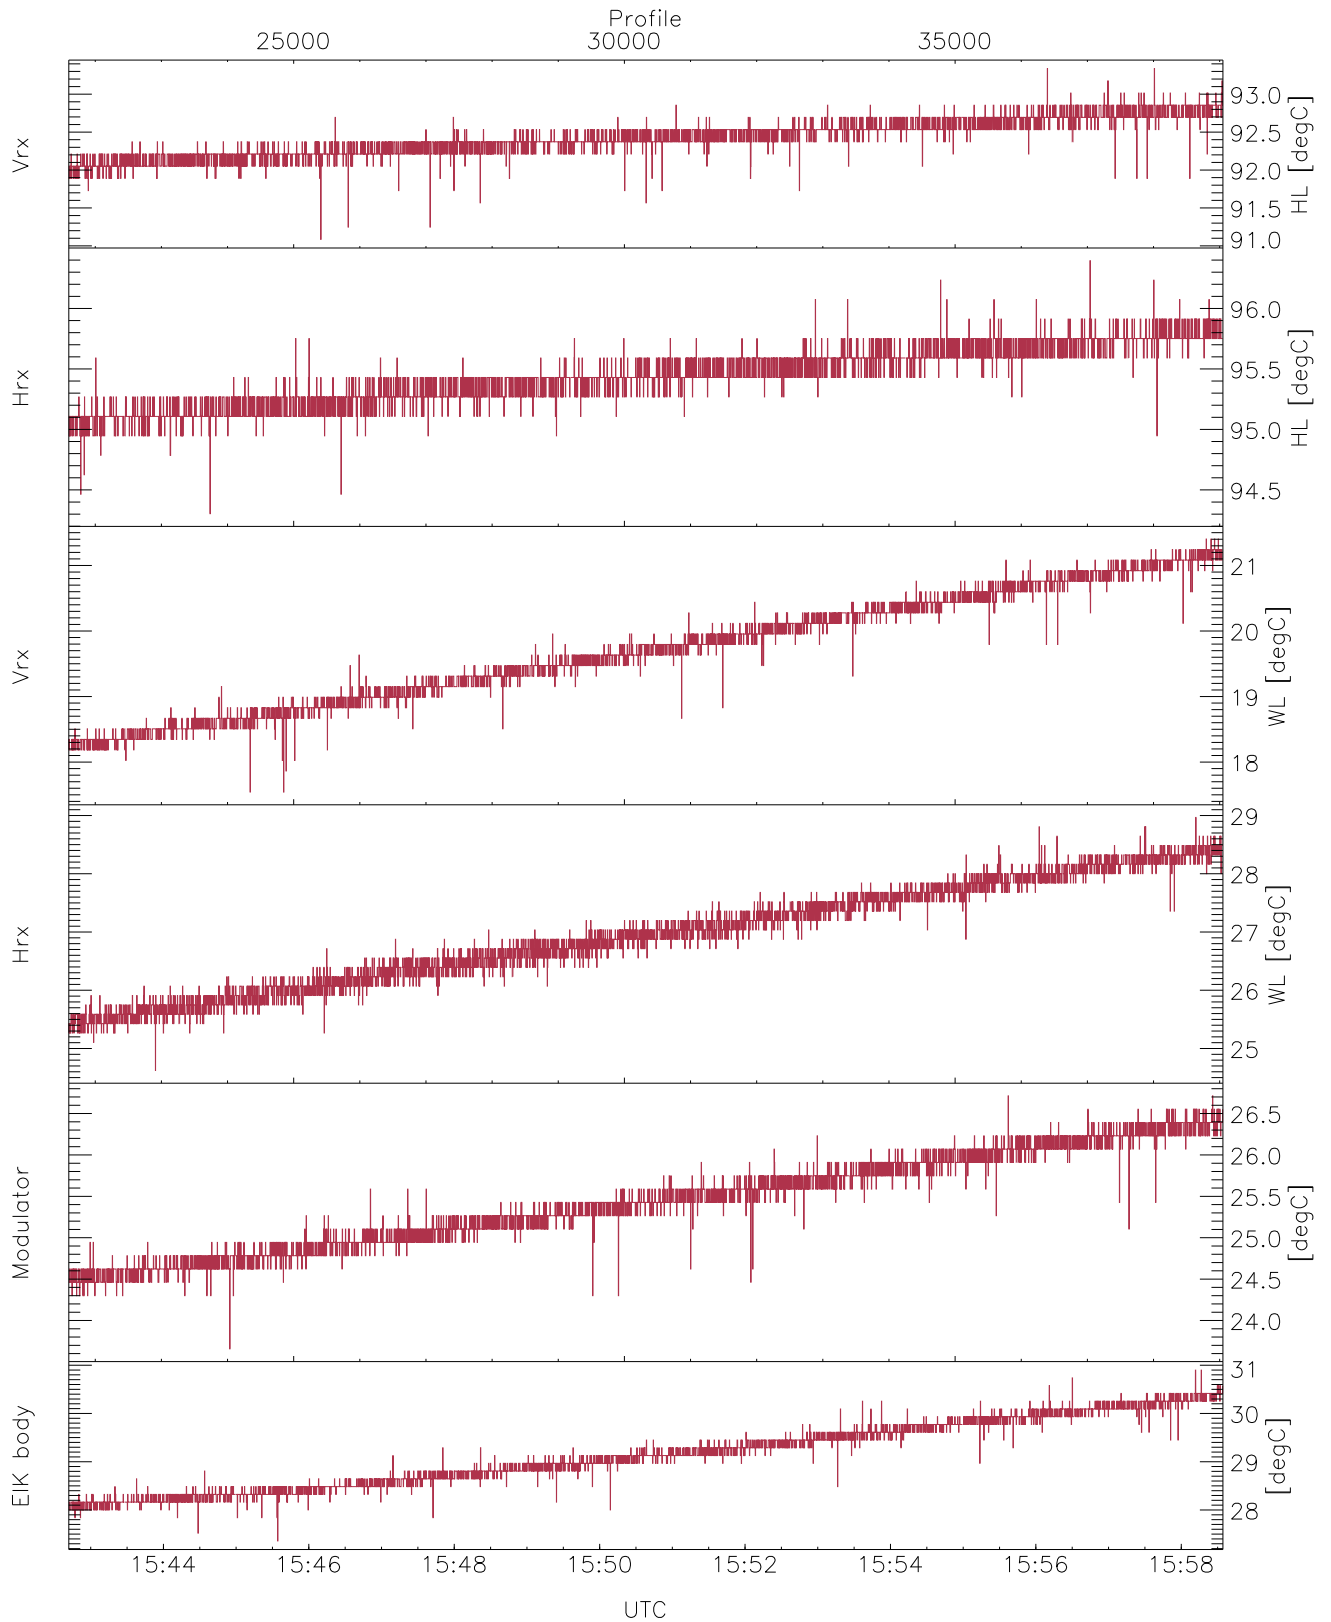 Profile
25000 30000 35000
Vrx
93.0
92.5
92.0
91.5
91.0
HL [degC]
Hrx
96.0
95.5
95.0
94.5
HL [degC]
Vrx
21
20
19
18
WL [degC]
Hrx
29
28
27
26
25
WL [degC]
Modulator
26.5
26.0
25.5
25.0
24.5
24.0
[degC]
EIK body
31
30
29
28
[degC]
15:44 15:46 15:48 15:50 15:52 15:54 15:56 15:58
UTC